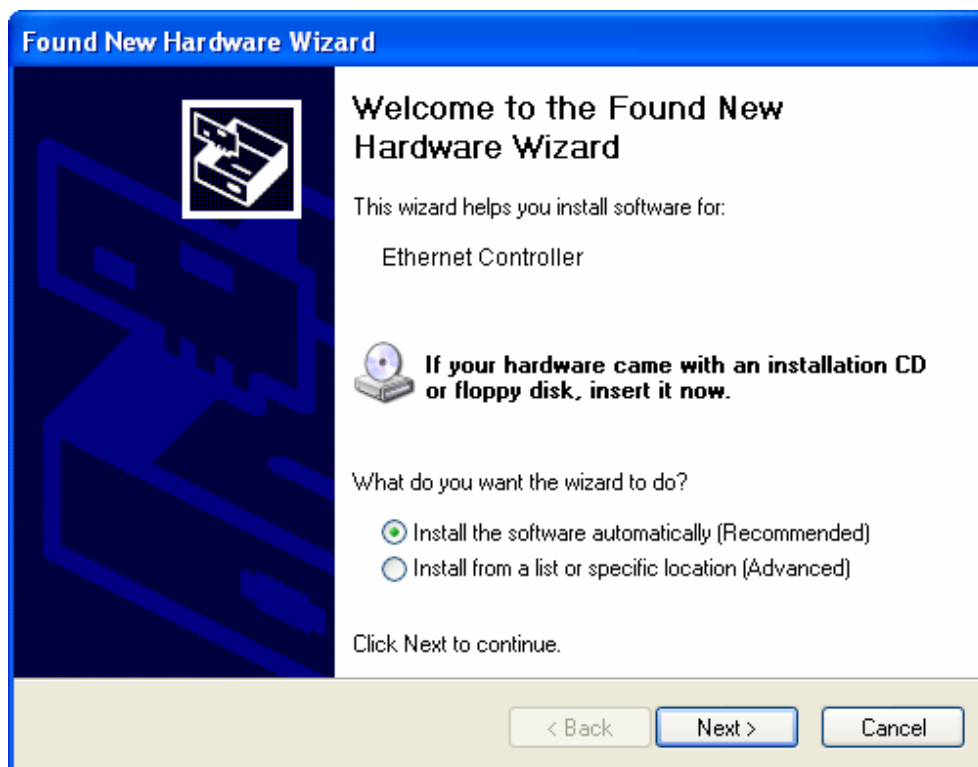 Found New Hardware Wizard
Welcome to the Found New
Hardware Wizard
This wizard helps you install software for:
Ethernet Controller
If your hardware came with an installation CD
or floppy disk, insert it now.
What do you want the wizard to do?
Install the software automatically (Recommended)
Install from a list or specific location (Advanced)
Click Next to continue.
< Back Next > Cancel